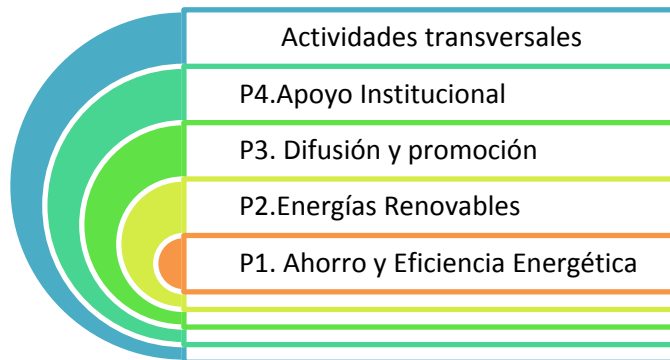 Actividades transversales
P4.Apoyo Institucional
P3. Difusión y promoción
P2.Energías Renovables
P1. Ahorro y Eficiencia Energética